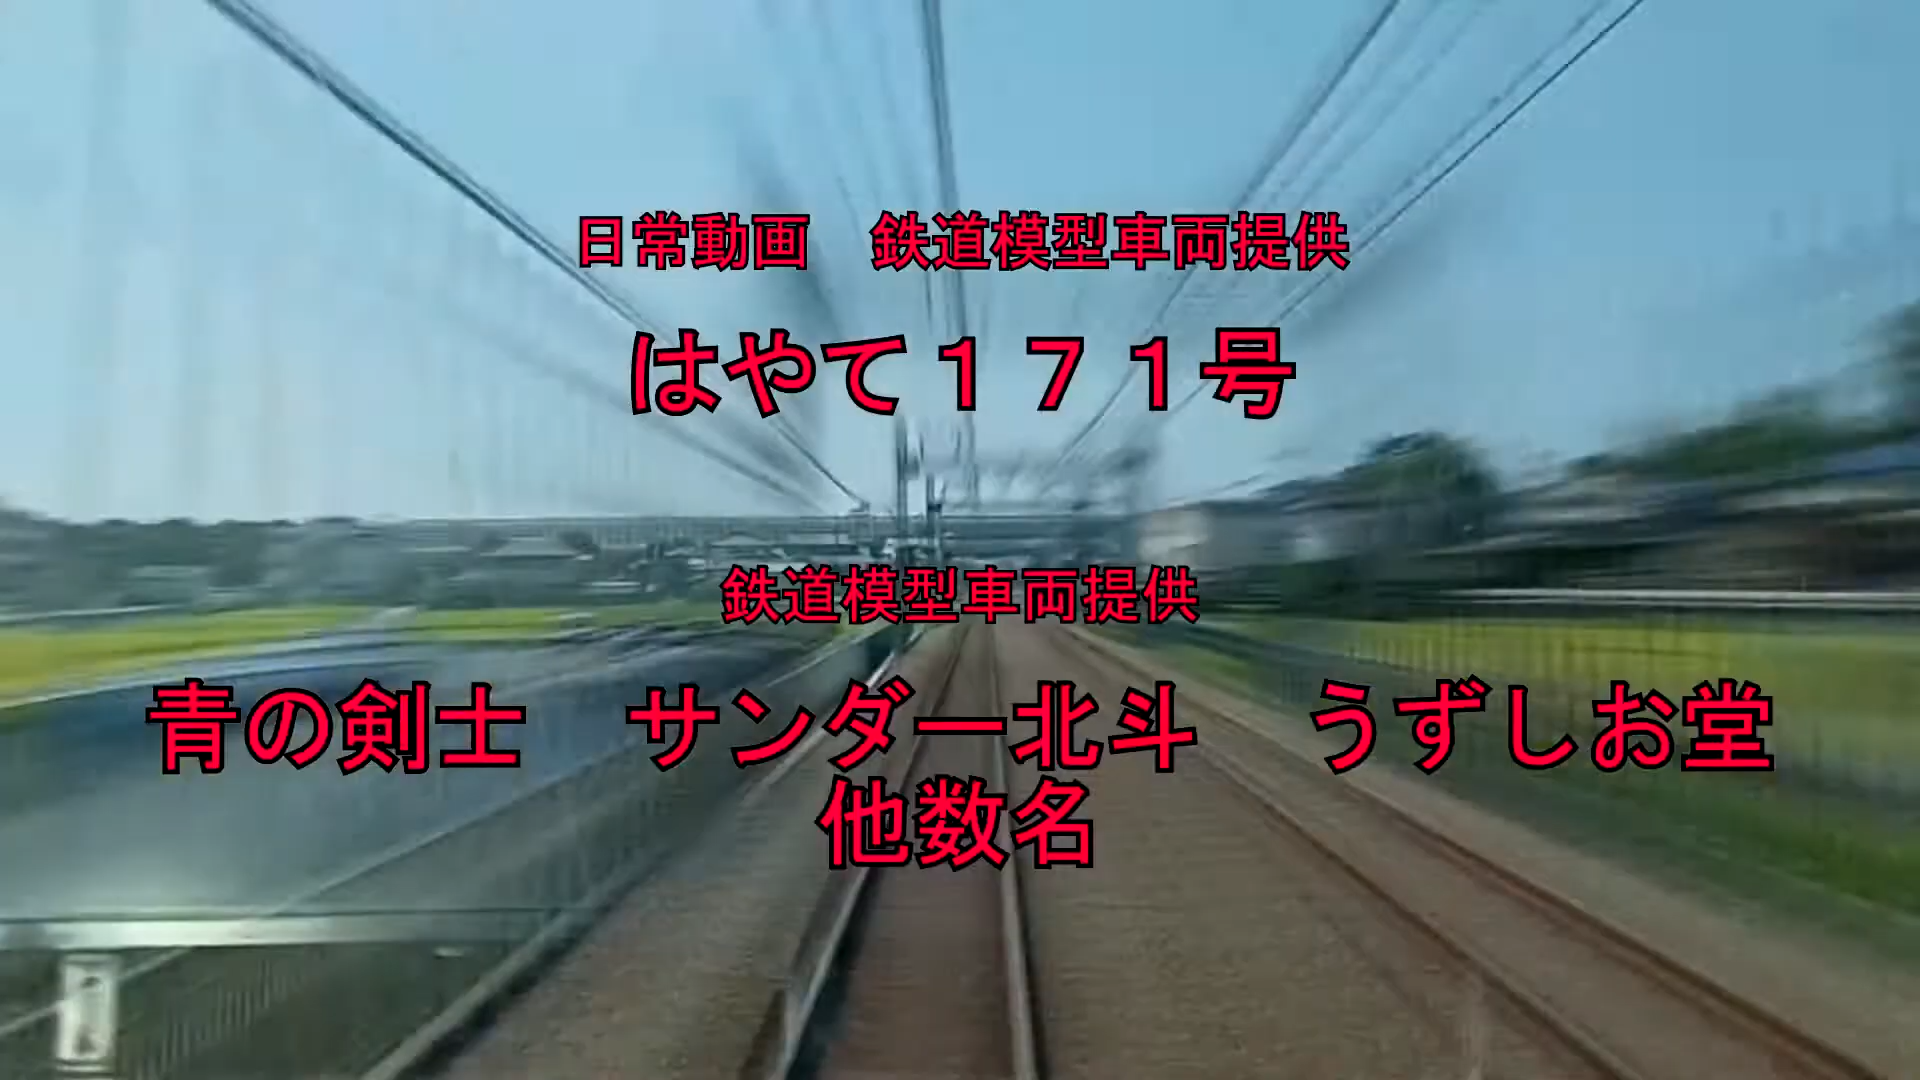 日常動画　鉄道模型車両提供
はやて１７１号
鉄道模型車両提供
青の剣士　サンダー北斗　うずしお堂
他数名